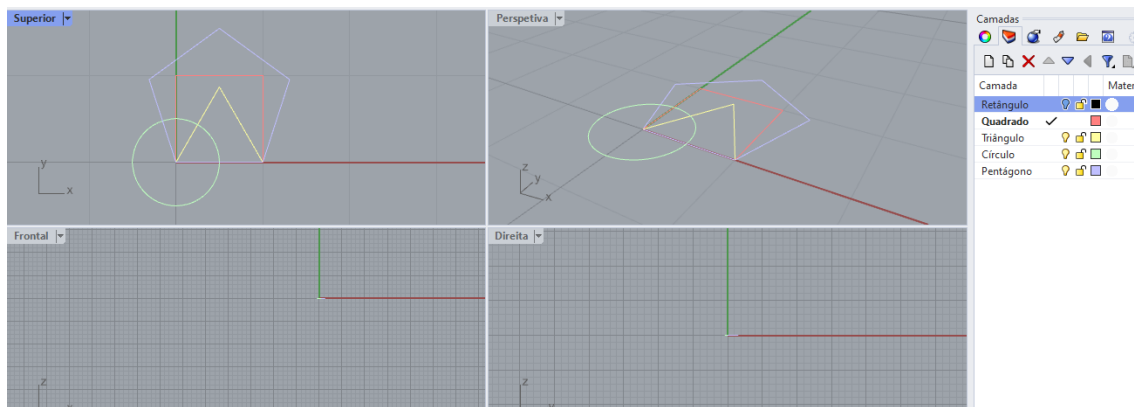 Superior
Perspetiva
Camadas
Camada Mater
Retângulo
Quadrado
Triângulo
Círculo
Pentágono
y
x
z
y
x
Frontal
Direita
z
z